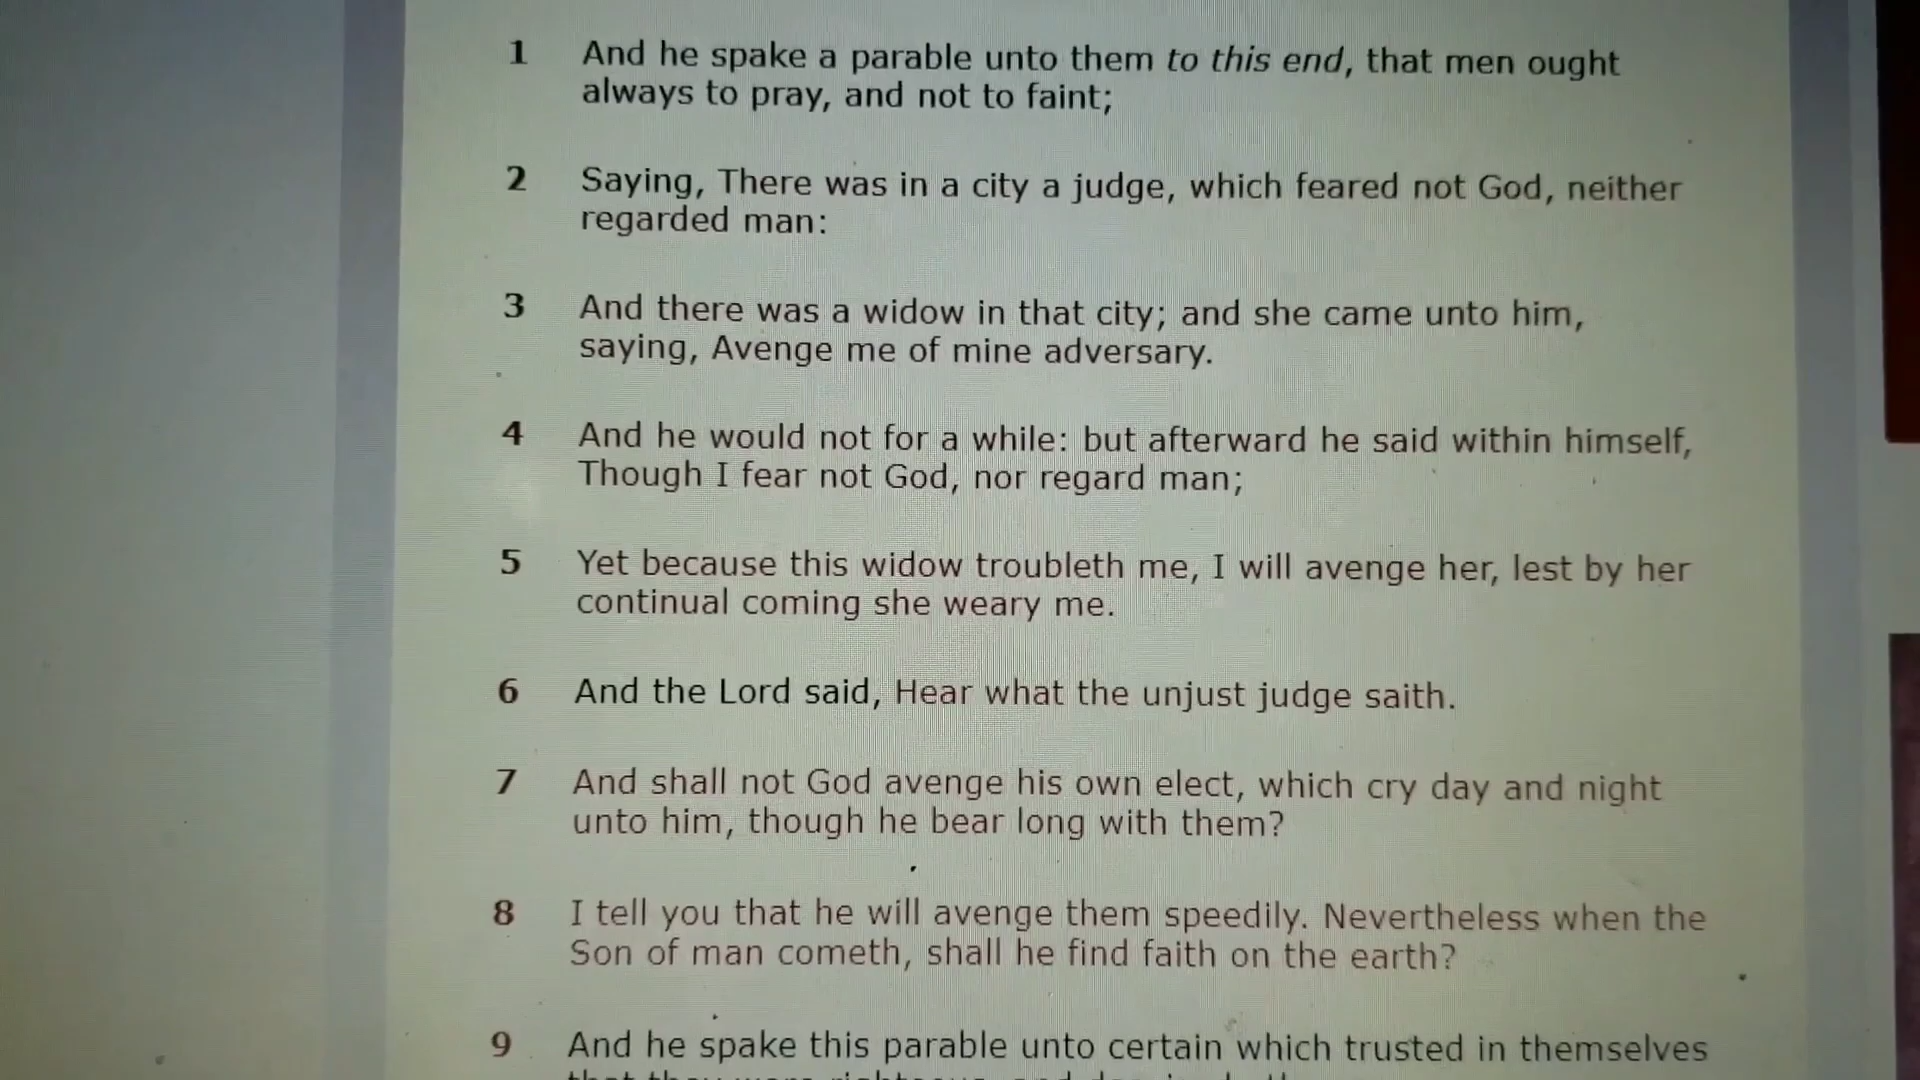 1 And he spake a parable unto them to this end, that men ought
always to pray, and not to faint;
2 Saying, There was in a city a judge, which feared not God, neither
regarded man:
3 And there was a widow in that city; and she came unto him,
saying, Avenge me of mine adversary.
4 And he would not for a while: but afterward he said within himself,
Though I fear not God, nor regard man;
5 Yet because this widow troubleth me, I will avenge her, lest by her
continual coming she weary me.
6 And the Lord said, Hear what the unjust judge saith.
7 And shall not God avenge his own elect, which cry day and night
unto him, though he bear long with them?
8 I tell you that he will avenge them speedily. Nevertheless when the
Son of man cometh, shall he find faith on the earth?
9 And he spake this parable unto certain which trusted in themselves